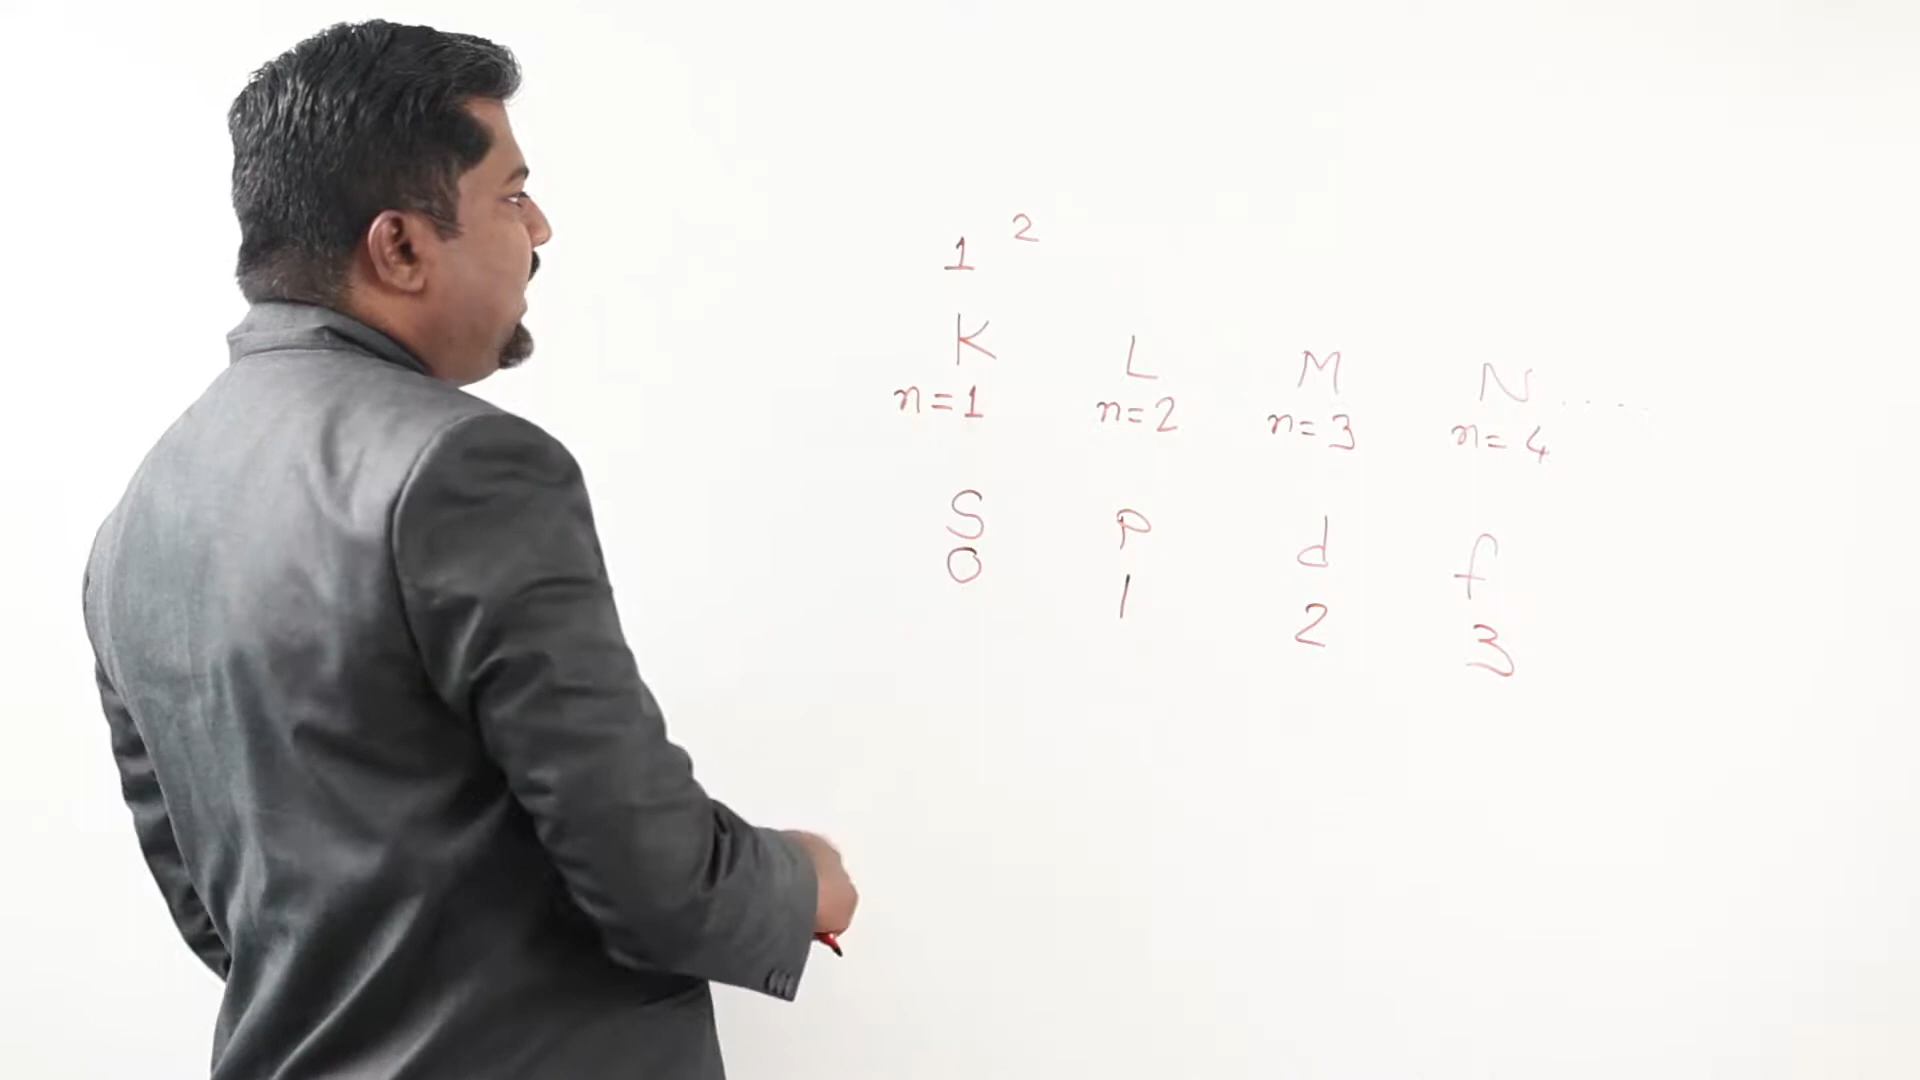 1 2
K L M N .....
n=1 n=2 n=3 n=4
S p d f
0 1 2 3